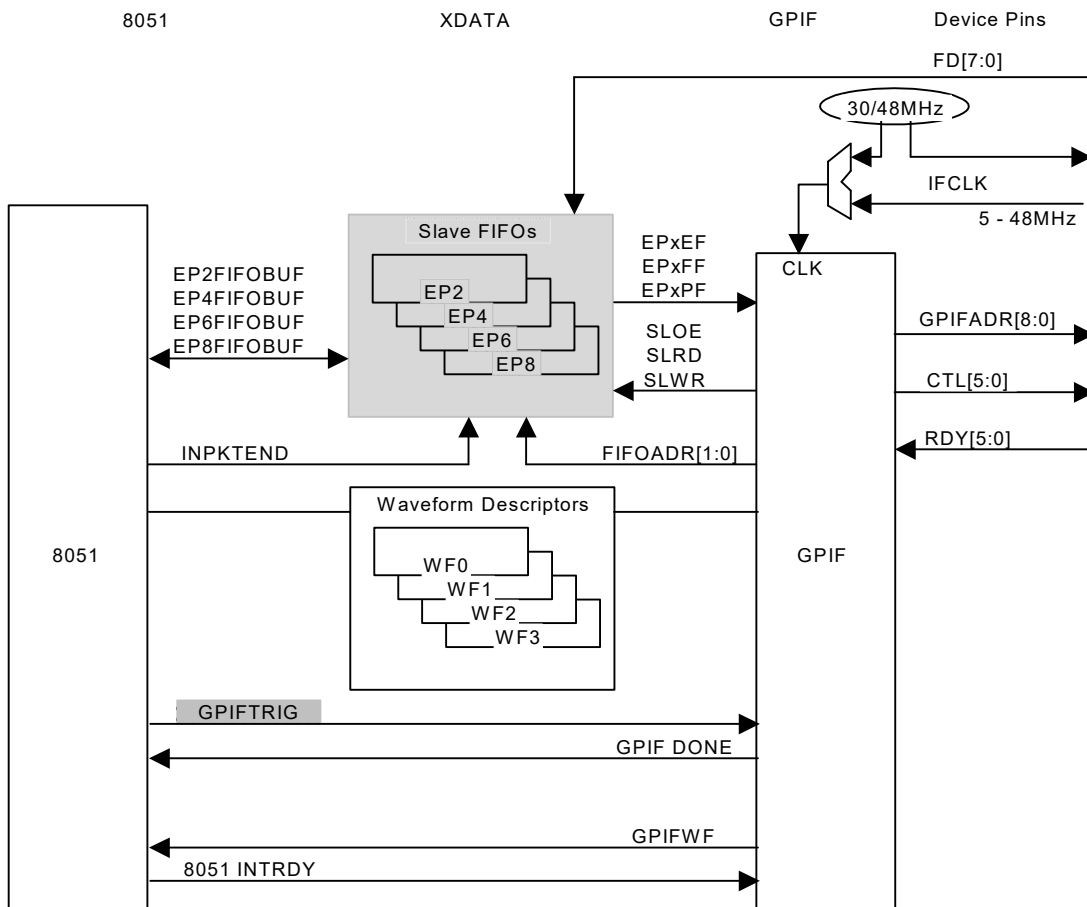 8051 XDATA GPIF Device Pins
FD[7:0]
30/48MHz
IFCLK
5 - 48MHz
Slave FIFOs
EP2
EP4
EP6
EP8
EP2FIFOBUF
EP4FIFOBUF
EP6FIFOBUF
EP8FIFOBUF
EPxEF
EPxFF
EPxPF
SLOE
SLRD
SLWR
CLK
GPIFADR[8:0]
CTL[5:0]
RDY[5:0]
INPKTEND
FIFOADR[1:0]
Waveform Descriptors
WF0
WF1
WF2
WF3
8051
GPIF
GPIFTRIG
GPIF DONE
GPIFWF
8051 INTRDY